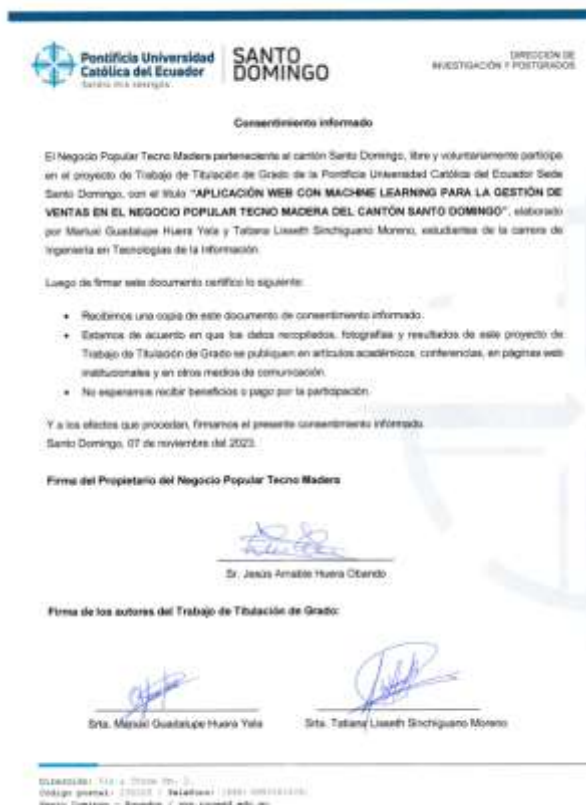 Pontificia Universidad
Católica del Ecuador
SANTO
DOMINGO
DIRECCIÓN DE
INVESTIGACIÓN Y POSTGRADOS
Consentimiento informado
El Negocio Popular Tecno Madera perteneciente al cantón Santo Domingo, libre y voluntariamente participa
en el proyecto de Trabajo de Titulación de Grado de la Pontificia Universidad Católica del Ecuador Sede
Santo Domingo, con el título "APLICACIÓN WEB CON MACHINE LEARNING PARA LA GESTIÓN DE
VENTAS EN EL NEGOCIO POPULAR TECNO MADERA DEL CANTÓN SANTO DOMINGO", elaborado
por Mariuxi Guadalupe Huera Yela y Tatiana Lisseth Sinchiguano Moreno, estudiantes de la carrera de
Ingeniería en Tecnologías de la Información.
Luego de firmar este documento certifico lo siguiente:
• Recibimos una copia de este documento de consentimiento informado.
• Estamos de acuerdo en que los datos recopilados, fotografías y resultados de este proyecto de
Trabajo de Titulación de Grado se publiquen en artículos académicos, conferencias, en páginas web
institucionales y en otros medios de comunicación.
• No esperamos recibir beneficios o pago por la participación.
Y a los efectos que procedan, firmamos el presente consentimiento informado.
Santo Domingo, 07 de noviembre del 2023.
Firma del Propietario del Negocio Popular Tecno Madera
Sr. Jesús Amable Huera Obando
Firma de los autores del Trabajo de Titulación de Grado:
Srta. Mariuxi Guadalupe Huera Yela
Srta. Tatiana Lisseth Sinchiguano Moreno
Dirección:
Código postal: / Teléfono:
Santo Domingo - Ecuador /